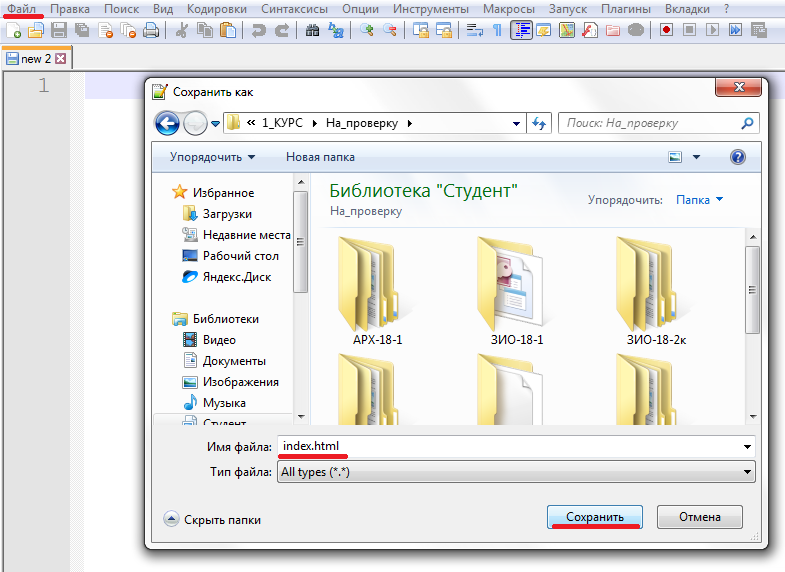 Файл Правка Поиск Вид Кодировки Синтаксисы Опции Инструменты Макросы Запуск Плагины Вкладки ?
new 2
1
Сохранить как
« 1_КУРС На_проверку
Поиск: На_проверку
Упорядочить Новая папка
Избранное
Загрузки
Недавние места
Рабочий стол
Яндекс.Диск
Библиотеки
Видео
Документы
Изображения
Музыка
Студент
Библиотека "Студент"
На_проверку
Упорядочить: Папка
АРХ-18-1 ЗИО-18-1 ЗИО-18-2к
Имя файла: index.html
Тип файла: All types (*.*)
Скрыть папки
Сохранить Отмена